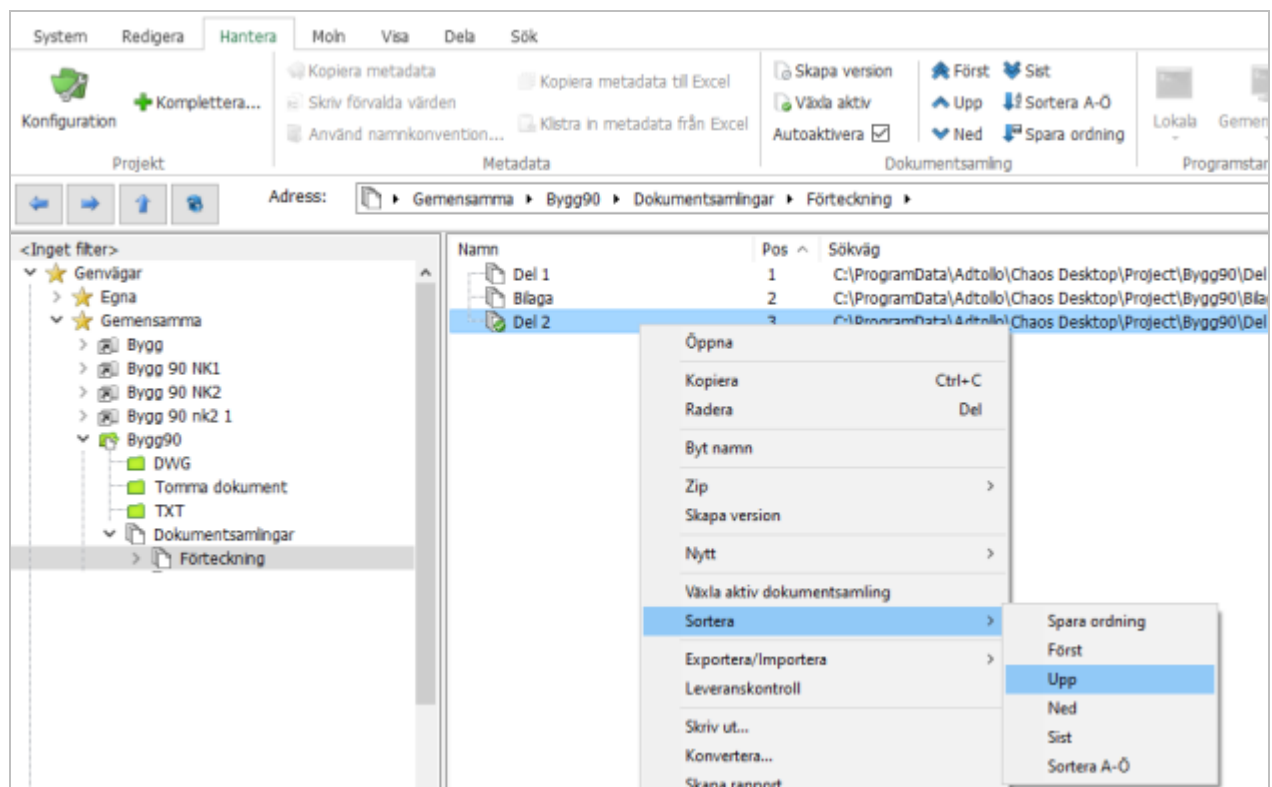 System Redigera Hantera Moln Visa Dela Sök
Kopiera metadata Kopiera metadata till Excel Skapa version Först Sist
Komplettera... Skriv förvalda värden Växla aktiv Upp Sortera A-Ö
Konfiguration Använd namnkonvention... Klistra in metadata från Excel Autoaktivera Ned Spara ordning Lokala
Projekt Metadata Dokumentsamling
Adress: Gemensamma Bygg90 Dokumentsamlingar Förteckning
<Inget filter> Namn Pos Sökväg
Genvägar Del 1 1 C:\ProgramData\Adtollo\Chaos Desktop\Project\Bygg90\Del
Egna Bilaga 2 C:\ProgramData\Adtollo\Chaos Desktop\Project\Bygg90\Bila
Gemensamma Del 2 3 C:\ProgramData\Adtollo\Chaos Desktop\Project\Bygg90\Del
Bygg
Bygg 90 NK1
Bygg 90 NK2
Bygg 90 nk2 1
Bygg90
DWG
Tomma dokument
TXT
Dokumentsamlingar
Förteckning
Öppna
Kopiera Ctrl+C
Radera Del
Byt namn
Zip
Skapa version
Nytt
Växla aktiv dokumentsamling
Sortera
Exportera/Importera
Leveranskontroll
Skriv ut...
Konvertera...
Skapa rapport
Spara ordning
Först
Upp
Ned
Sist
Sortera A-Ö